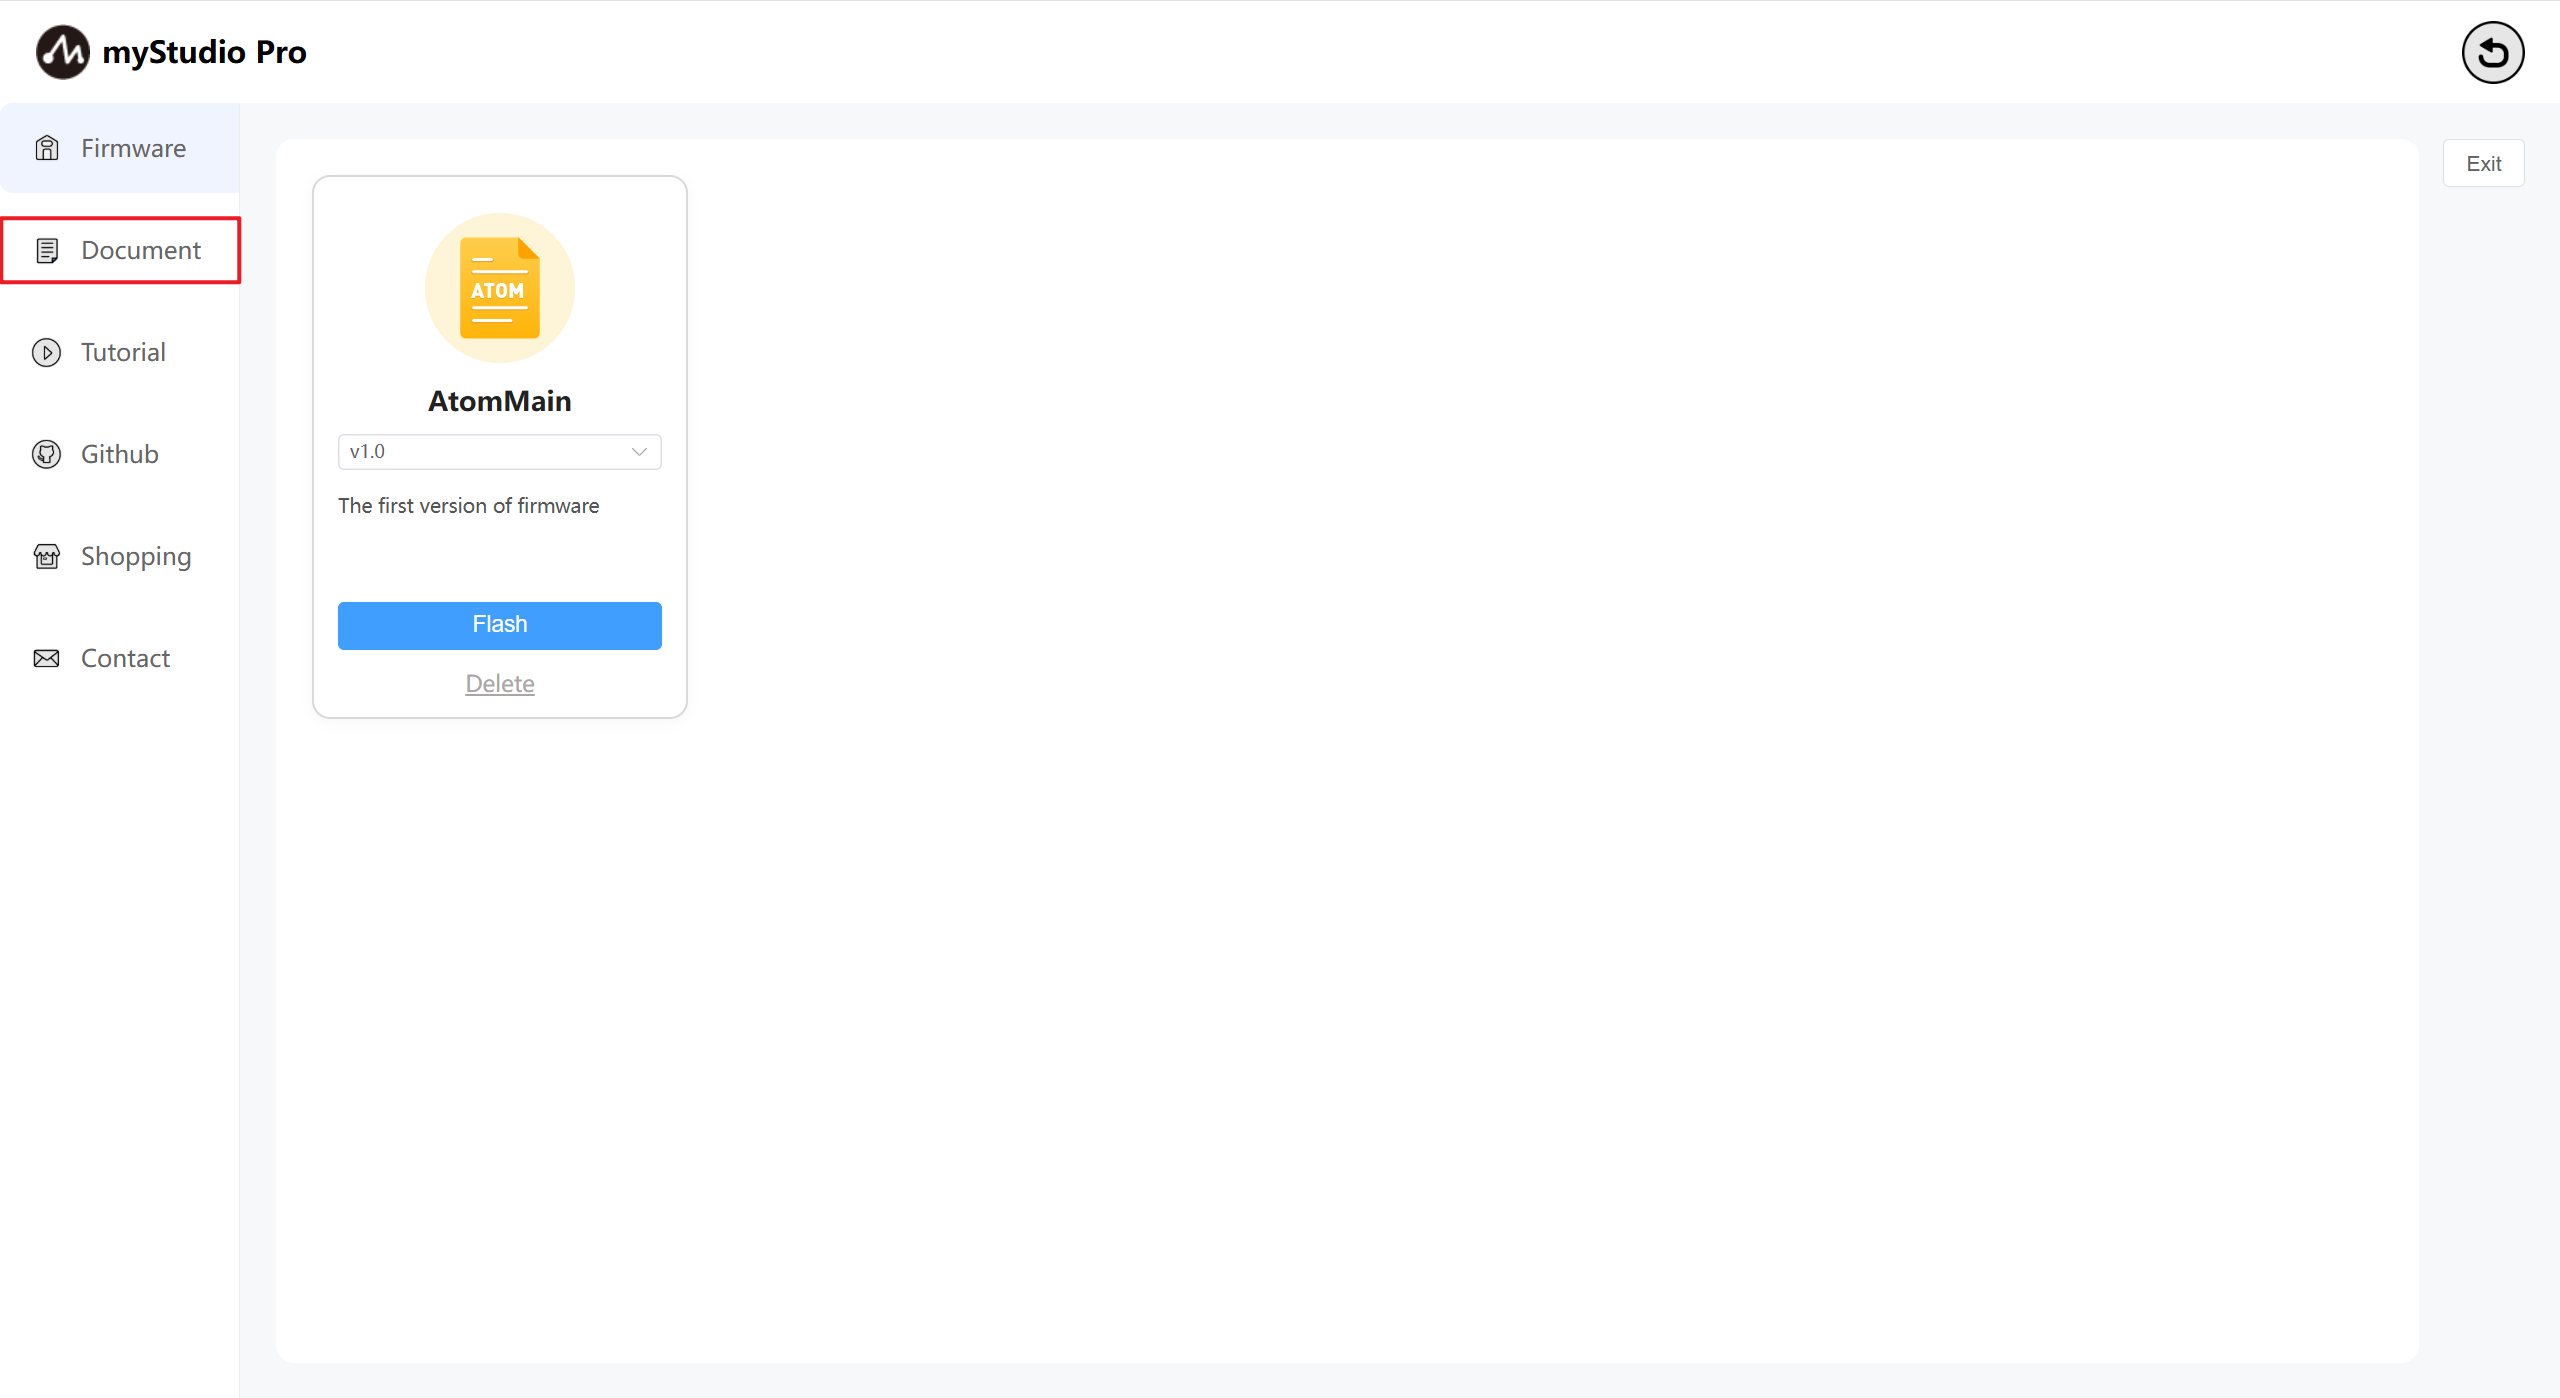 myStudio Pro
Firmware
Document
Tutorial
Github
Shopping
Contact
ATOM
AtomMain
v1.0
The first version of firmware
Flash
Delete
Exit